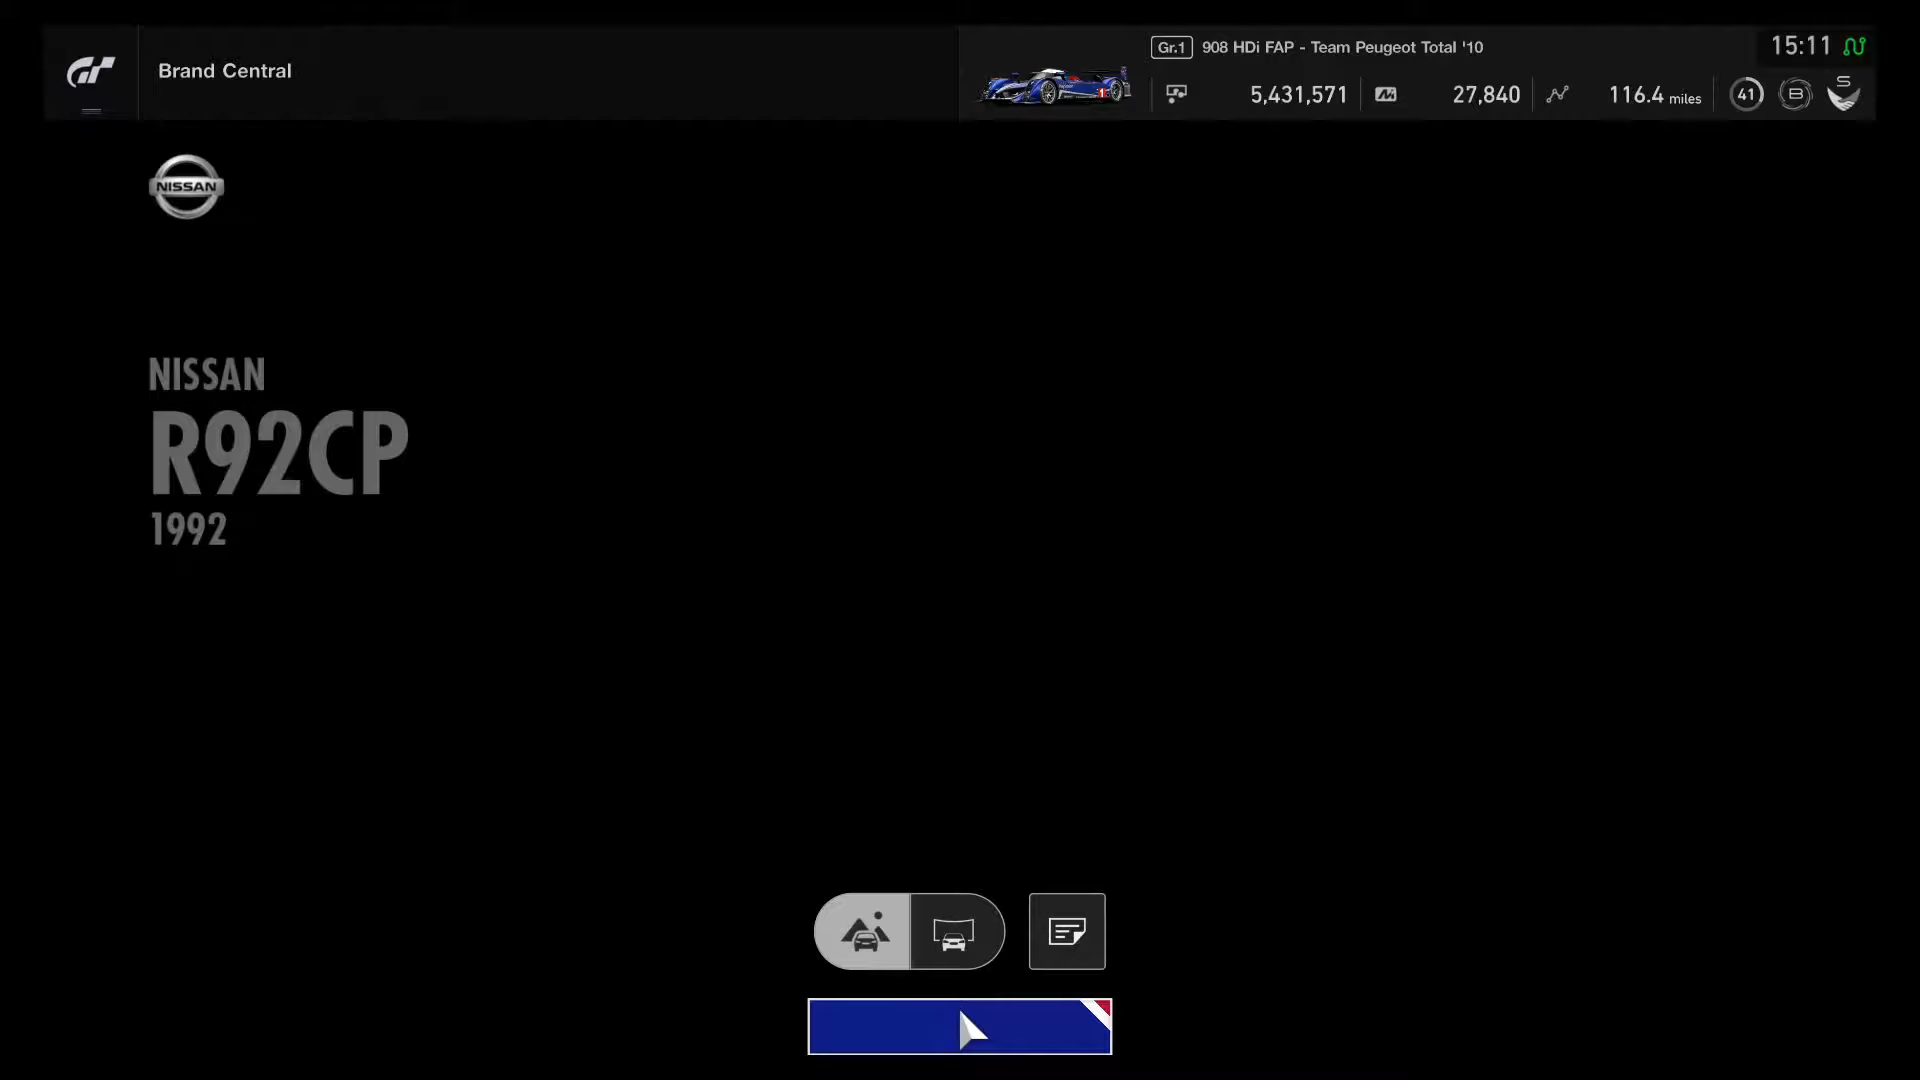 Brand Central
Gr.1 908 HDi FAP - Team Peugeot Total '10
15:11
5,431,571
27,840
116.4 miles
41
B
S
NISSAN
NISSAN
R92CP
1992